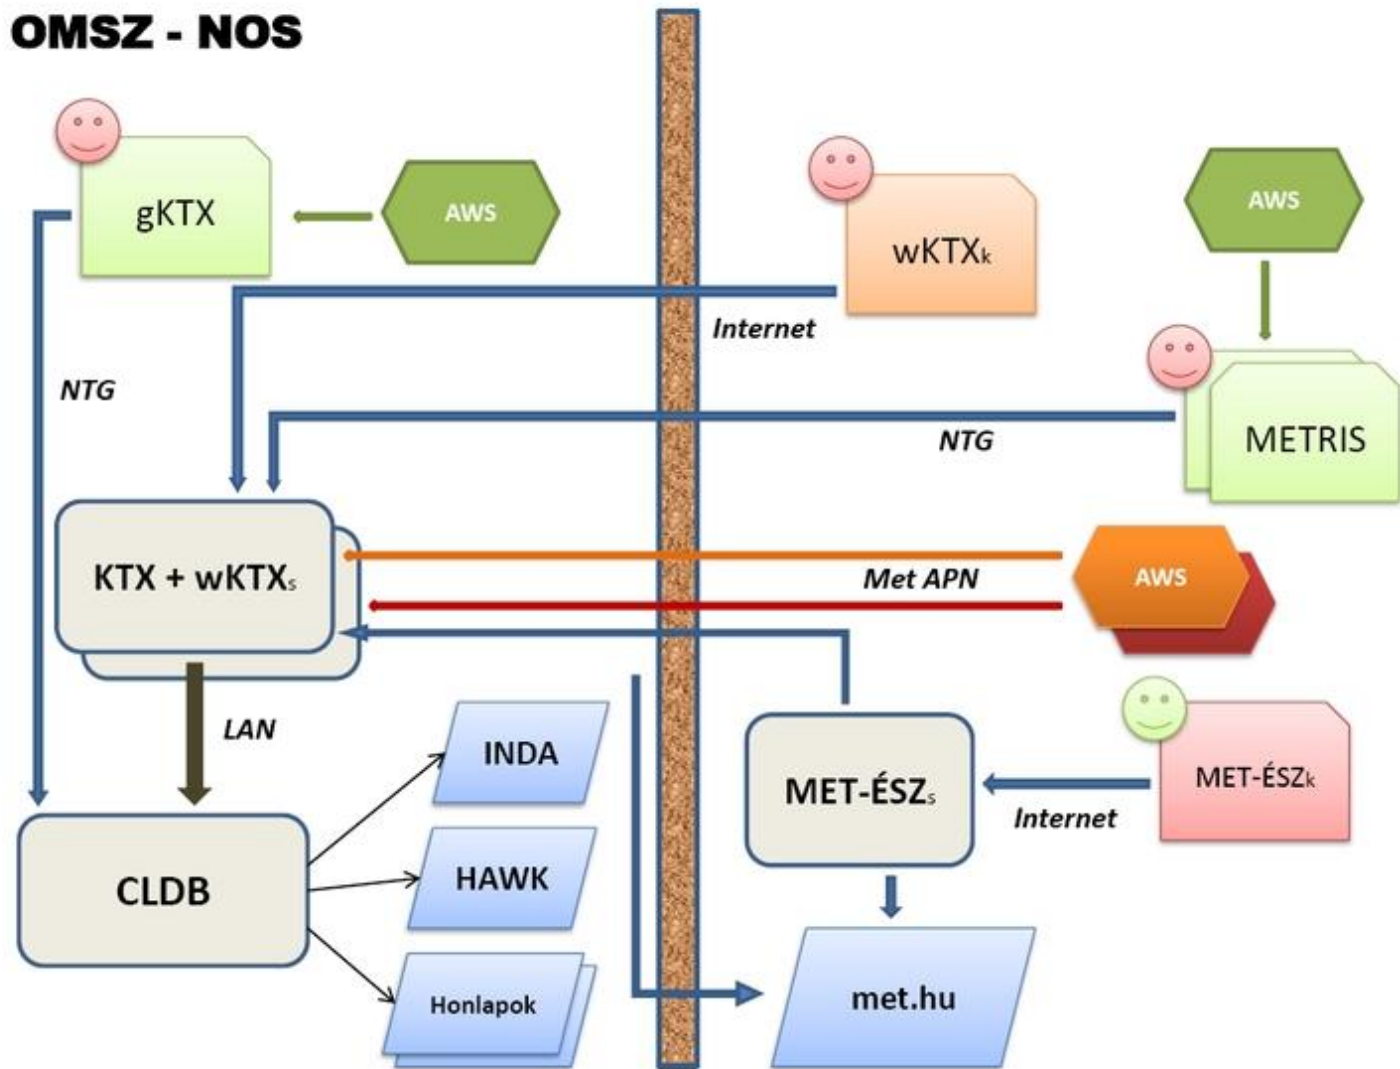 OMSZ - NOS
gKTX
AWS
wKTXk
AWS
Internet
NTG
NTG
METRIS
KTX + wKTXs
Met APN
AWS
LAN
INDA
MET-ÉSZs
MET-ÉSZk
Internet
CLDB
HAWK
Honlapok
met.hu